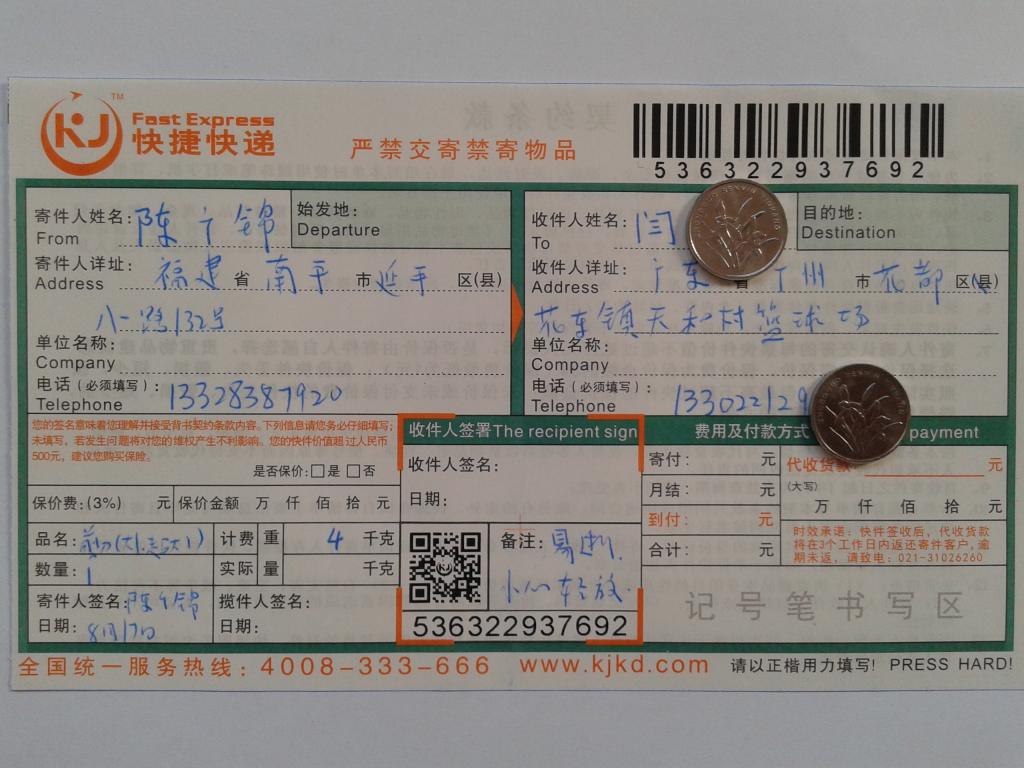 KJ TM Fast Express
快捷快递
严禁交寄禁寄物品
536322937692
寄件人姓名: 陈广锦
From
始发地:
Departure
收件人姓名: 闫
To
目的地:
Destination
寄件人详址: 福建 省 南平 市 延平 区(县)
Address
八一路132号
收件人详址: 广东 省 广州 市 花都 区(县)
Address
花东镇天和村篮球场
单位名称:
Company
单位名称:
Company
电话(必须填写): 13328387920
Telephone
电话(必须填写): 133022129
Telephone
您的签名意味着您理解并接受背书契约条款内容。下列信息请您务必仔细填写;
未填写,若发生问题将对您的维权产生不利影响。您的快件价值超过人民币
500元,建议您购买保险。
是否保价:□是 □否
保价费:(3%) 元 保价金额 万 仟 佰 拾 元
品名:
计费 重 4 千克
数量: 1
实际 量 千克
寄件人签名: 陈广锦
日期: 8月17日
揽件人签名:
日期:
收件人签署The recipient sign
收件人签名:
日期:
备注: 易逝.
小心轻放.
536322937692
费用及付款方式 payment
寄付: 元
月结: 元
到付: 元
合计: 元
代收货款: 元
(大写)
万 仟 佰 拾 元
时效承诺:快件签收后,代收货款
将在3个工作日内返还寄件客户,逾
期未返,请致电:021-31026260
记号笔书写区
全国统一服务热线:4008-333-666 www.kjkd.com 请以正楷用力填写! PRESS HARD!